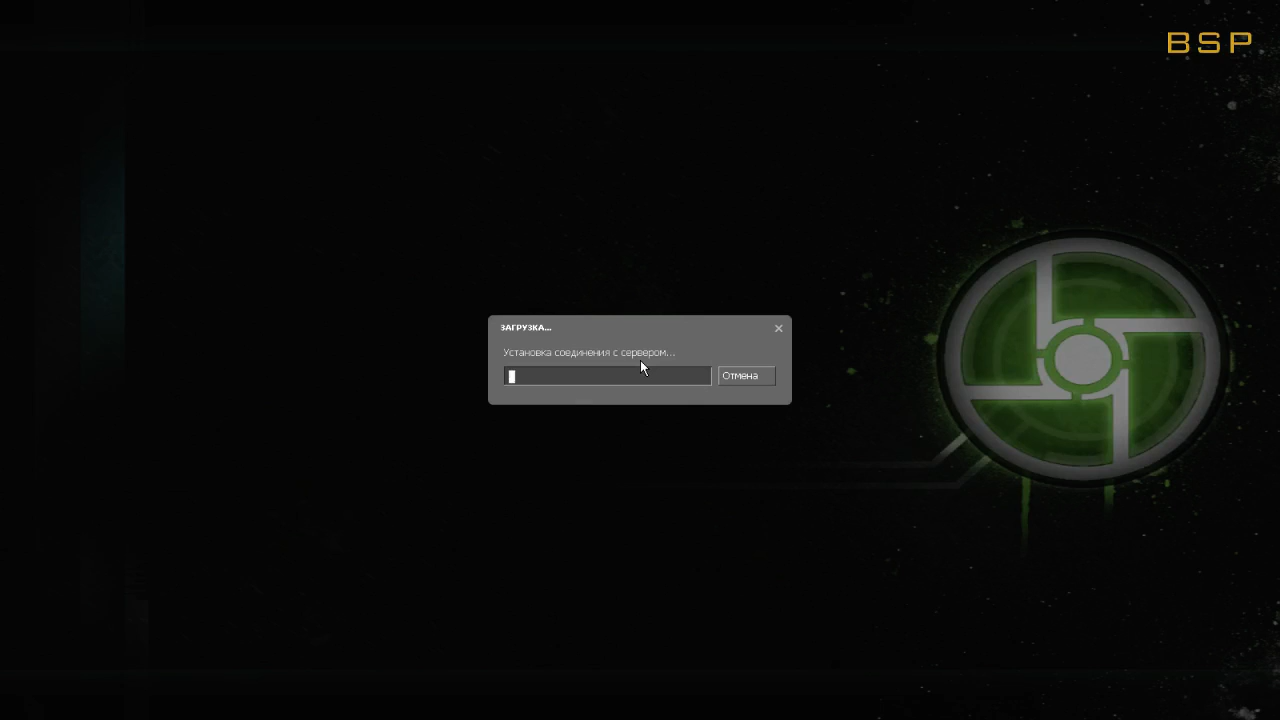 BSP
ЗАГРУЗКА...
Установка соединения с сервером...
Отмена